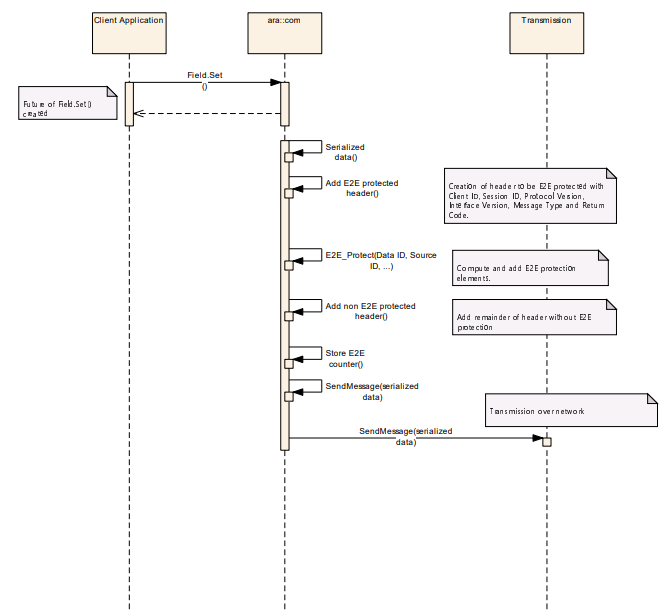 Client Application
ara::com
Transmission
Field.Set
()
Future of Field.Set()
created
Serialized
data()
Add E2E protected
header()
Creation of header to be E2E protected with
Client ID, Session ID, Protocol Version,
Interface Version, Message Type and Return
Code.
E2E_Protect(Data ID, Source
ID, ...)
Compute and add E2E protection
elements.
Add non E2E protected
header()
Add remainder of header without E2E
protection
Store E2E
counter()
SendMessage(serialized
data)
Transmission over network
SendMessage(serialized
data)